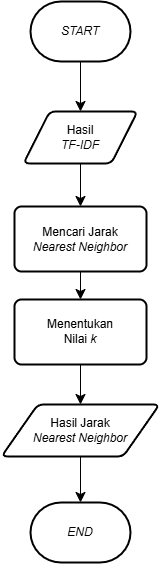 START
Hasil
TF-IDF
Mencari Jarak
Nearest Neighbor
Menentukan
Nilai k
Hasil Jarak
Nearest Neighbor
END